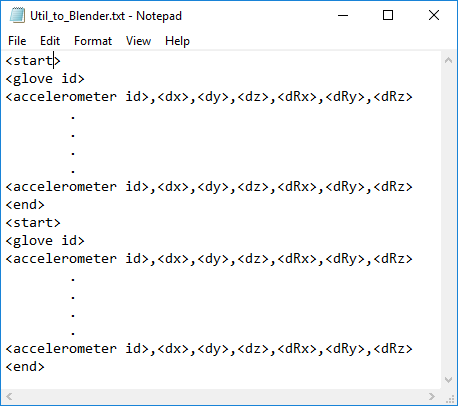 Util_to_Blender.txt - Notepad
File Edit Format View Help
<start>
<glove id>
<accelerometer id>,<dx>,<dy>,<dz>,<dRx>,<dRy>,<dRz>
.
.
.
.
<accelerometer id>,<dx>,<dy>,<dz>,<dRx>,<dRy>,<dRz>
<end>
<start>
<glove id>
<accelerometer id>,<dx>,<dy>,<dz>,<dRx>,<dRy>,<dRz>
.
.
.
.
<accelerometer id>,<dx>,<dy>,<dz>,<dRx>,<dRy>,<dRz>
<end>